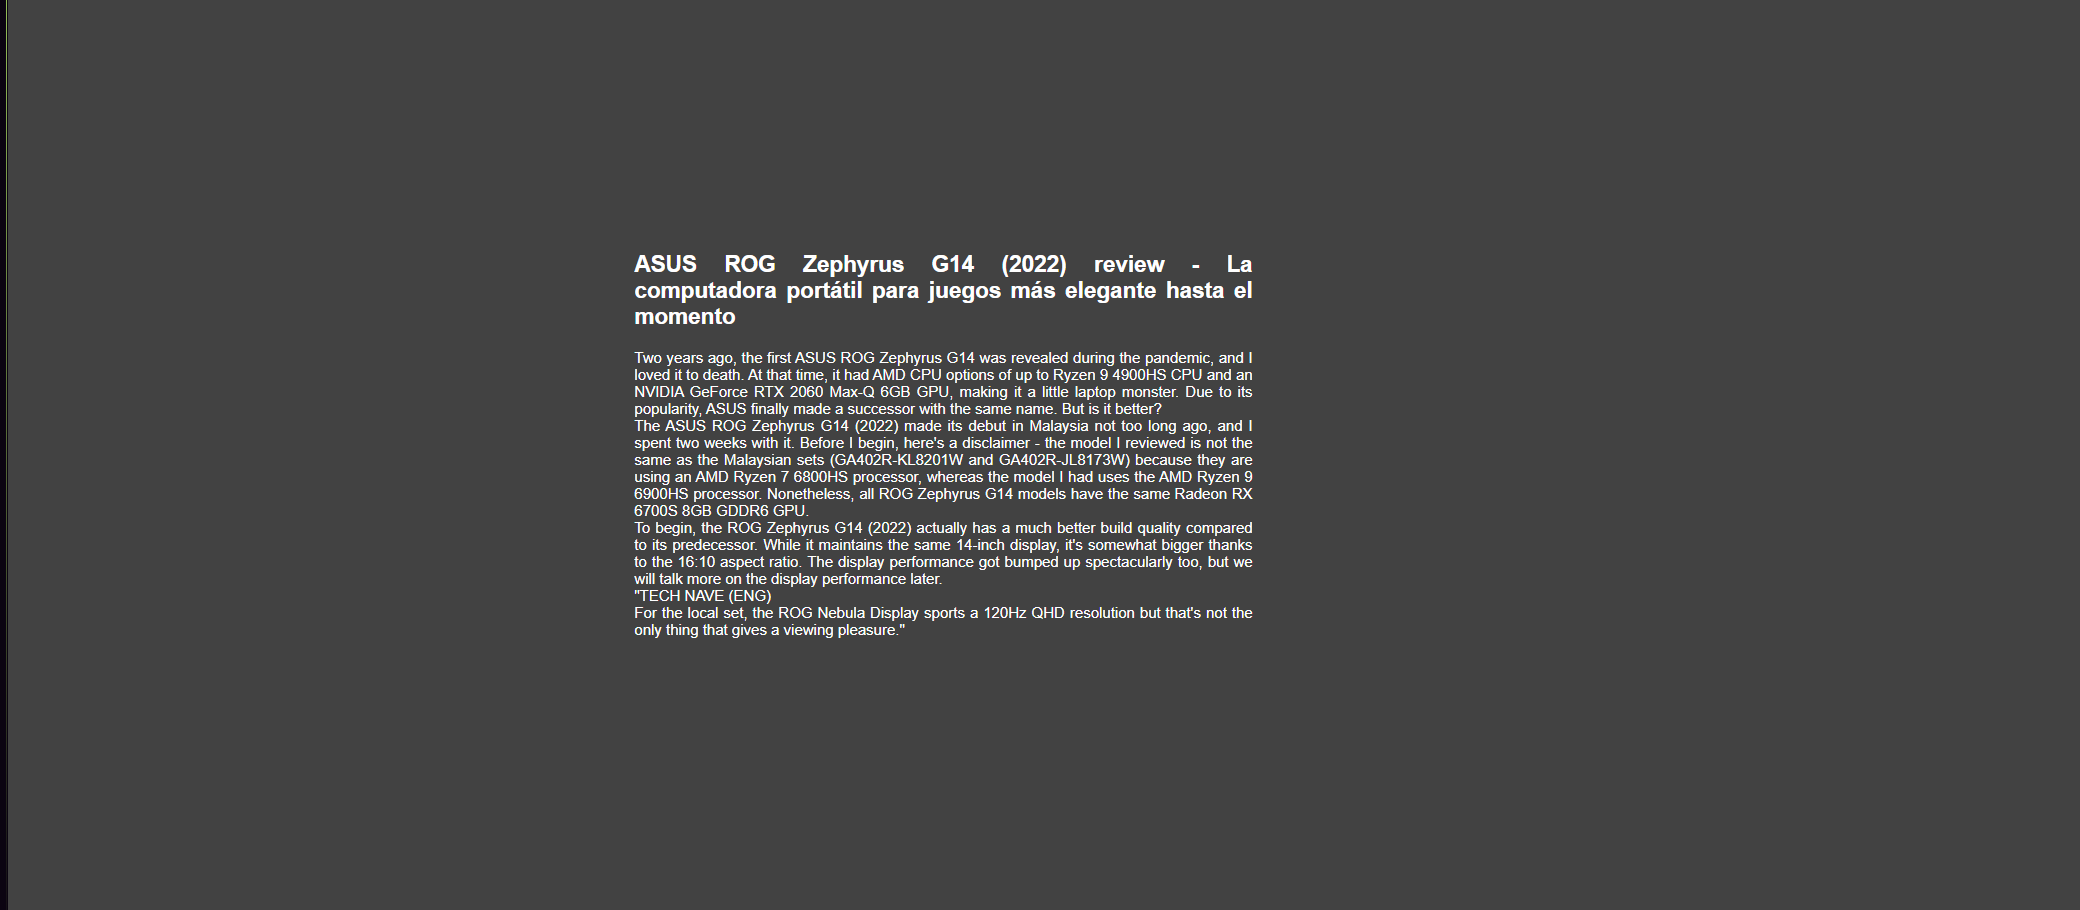 ASUS ROG Zephyrus G14 (2022) review - La
computadora portátil para juegos más elegante hasta el
momento
Two years ago, the first ASUS ROG Zephyrus G14 was revealed during the pandemic, and I
loved it to death. At that time, it had AMD CPU options of up to Ryzen 9 4900HS CPU and an
NVIDIA GeForce RTX 2060 Max-Q 6GB GPU, making it a little laptop monster. Due to its
popularity, ASUS finally made a successor with the same name. But is it better?
The ASUS ROG Zephyrus G14 (2022) made its debut in Malaysia not too long ago, and I
spent two weeks with it. Before I begin, here's a disclaimer - the model I reviewed is not the
same as the Malaysian sets (GA402R-KL8201W and GA402R-JL8173W) because they are
using an AMD Ryzen 7 6800HS processor, whereas the model I had uses the AMD Ryzen 9
6900HS processor. Nonetheless, all ROG Zephyrus G14 models have the same Radeon RX
6700S 8GB GDDR6 GPU.
To begin, the ROG Zephyrus G14 (2022) actually has a much better build quality compared
to its predecessor. While it maintains the same 14-inch display, it's somewhat bigger thanks
to the 16:10 aspect ratio. The display performance got bumped up spectacularly too, but we
will talk more on the display performance later.
"TECH NAVE (ENG)
For the local set, the ROG Nebula Display sports a 120Hz QHD resolution but that's not the
only thing that gives a viewing pleasure."